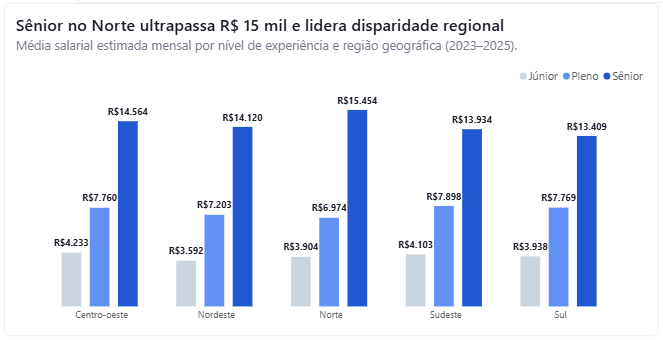 Sênior no Norte ultrapassa R$ 15 mil e lidera disparidade regional
Média salarial estimada mensal por nível de experiência e região geográfica (2023–2025).
Júnior Pleno Sênior
R$4.233 R$7.760 R$14.564
R$3.592 R$7.203 R$14.120
R$3.904 R$6.974 R$15.454
R$4.103 R$7.898 R$13.934
R$3.938 R$7.769 R$13.409
Centro-oeste Nordeste Norte Sudeste Sul